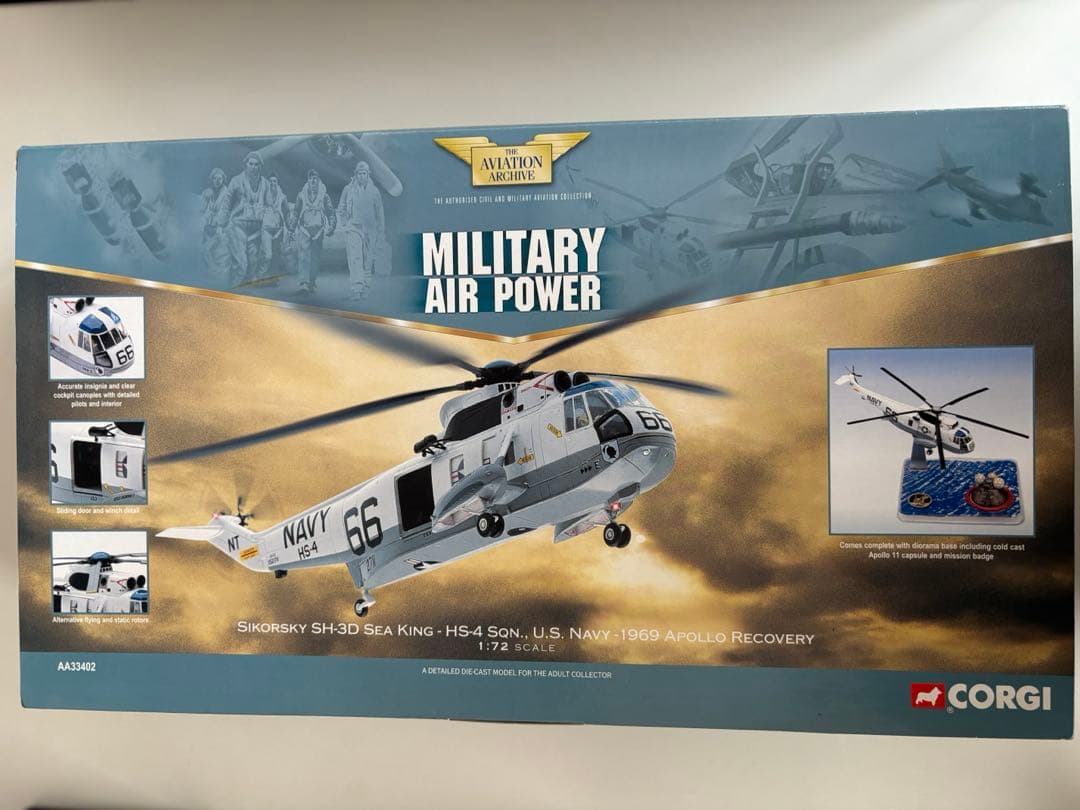 THE
AVIATION
ARCHIVE
THE AUTHORISED CIVIL AND MILITARY AVIATION COLLECTION
MILITARY
AIR POWER
66
Accurate insignia and clear
cockpit canopies with detailed
pilots and interior
Sliding door and winch detail
Alternative flying and static rotors
66
NAVY
HS-4
66
NT
E
NAVY
Comes complete with diorama base including cold cast
Apollo 11 capsule and mission badge
SIKORSKY SH-3D SEA KING - HS-4 SQN., U.S. NAVY - 1969 APOLLO RECOVERY
1:72 SCALE
AA33402
A DETAILED DIE-CAST MODEL FOR THE ADULT COLLECTOR
CORGI
®